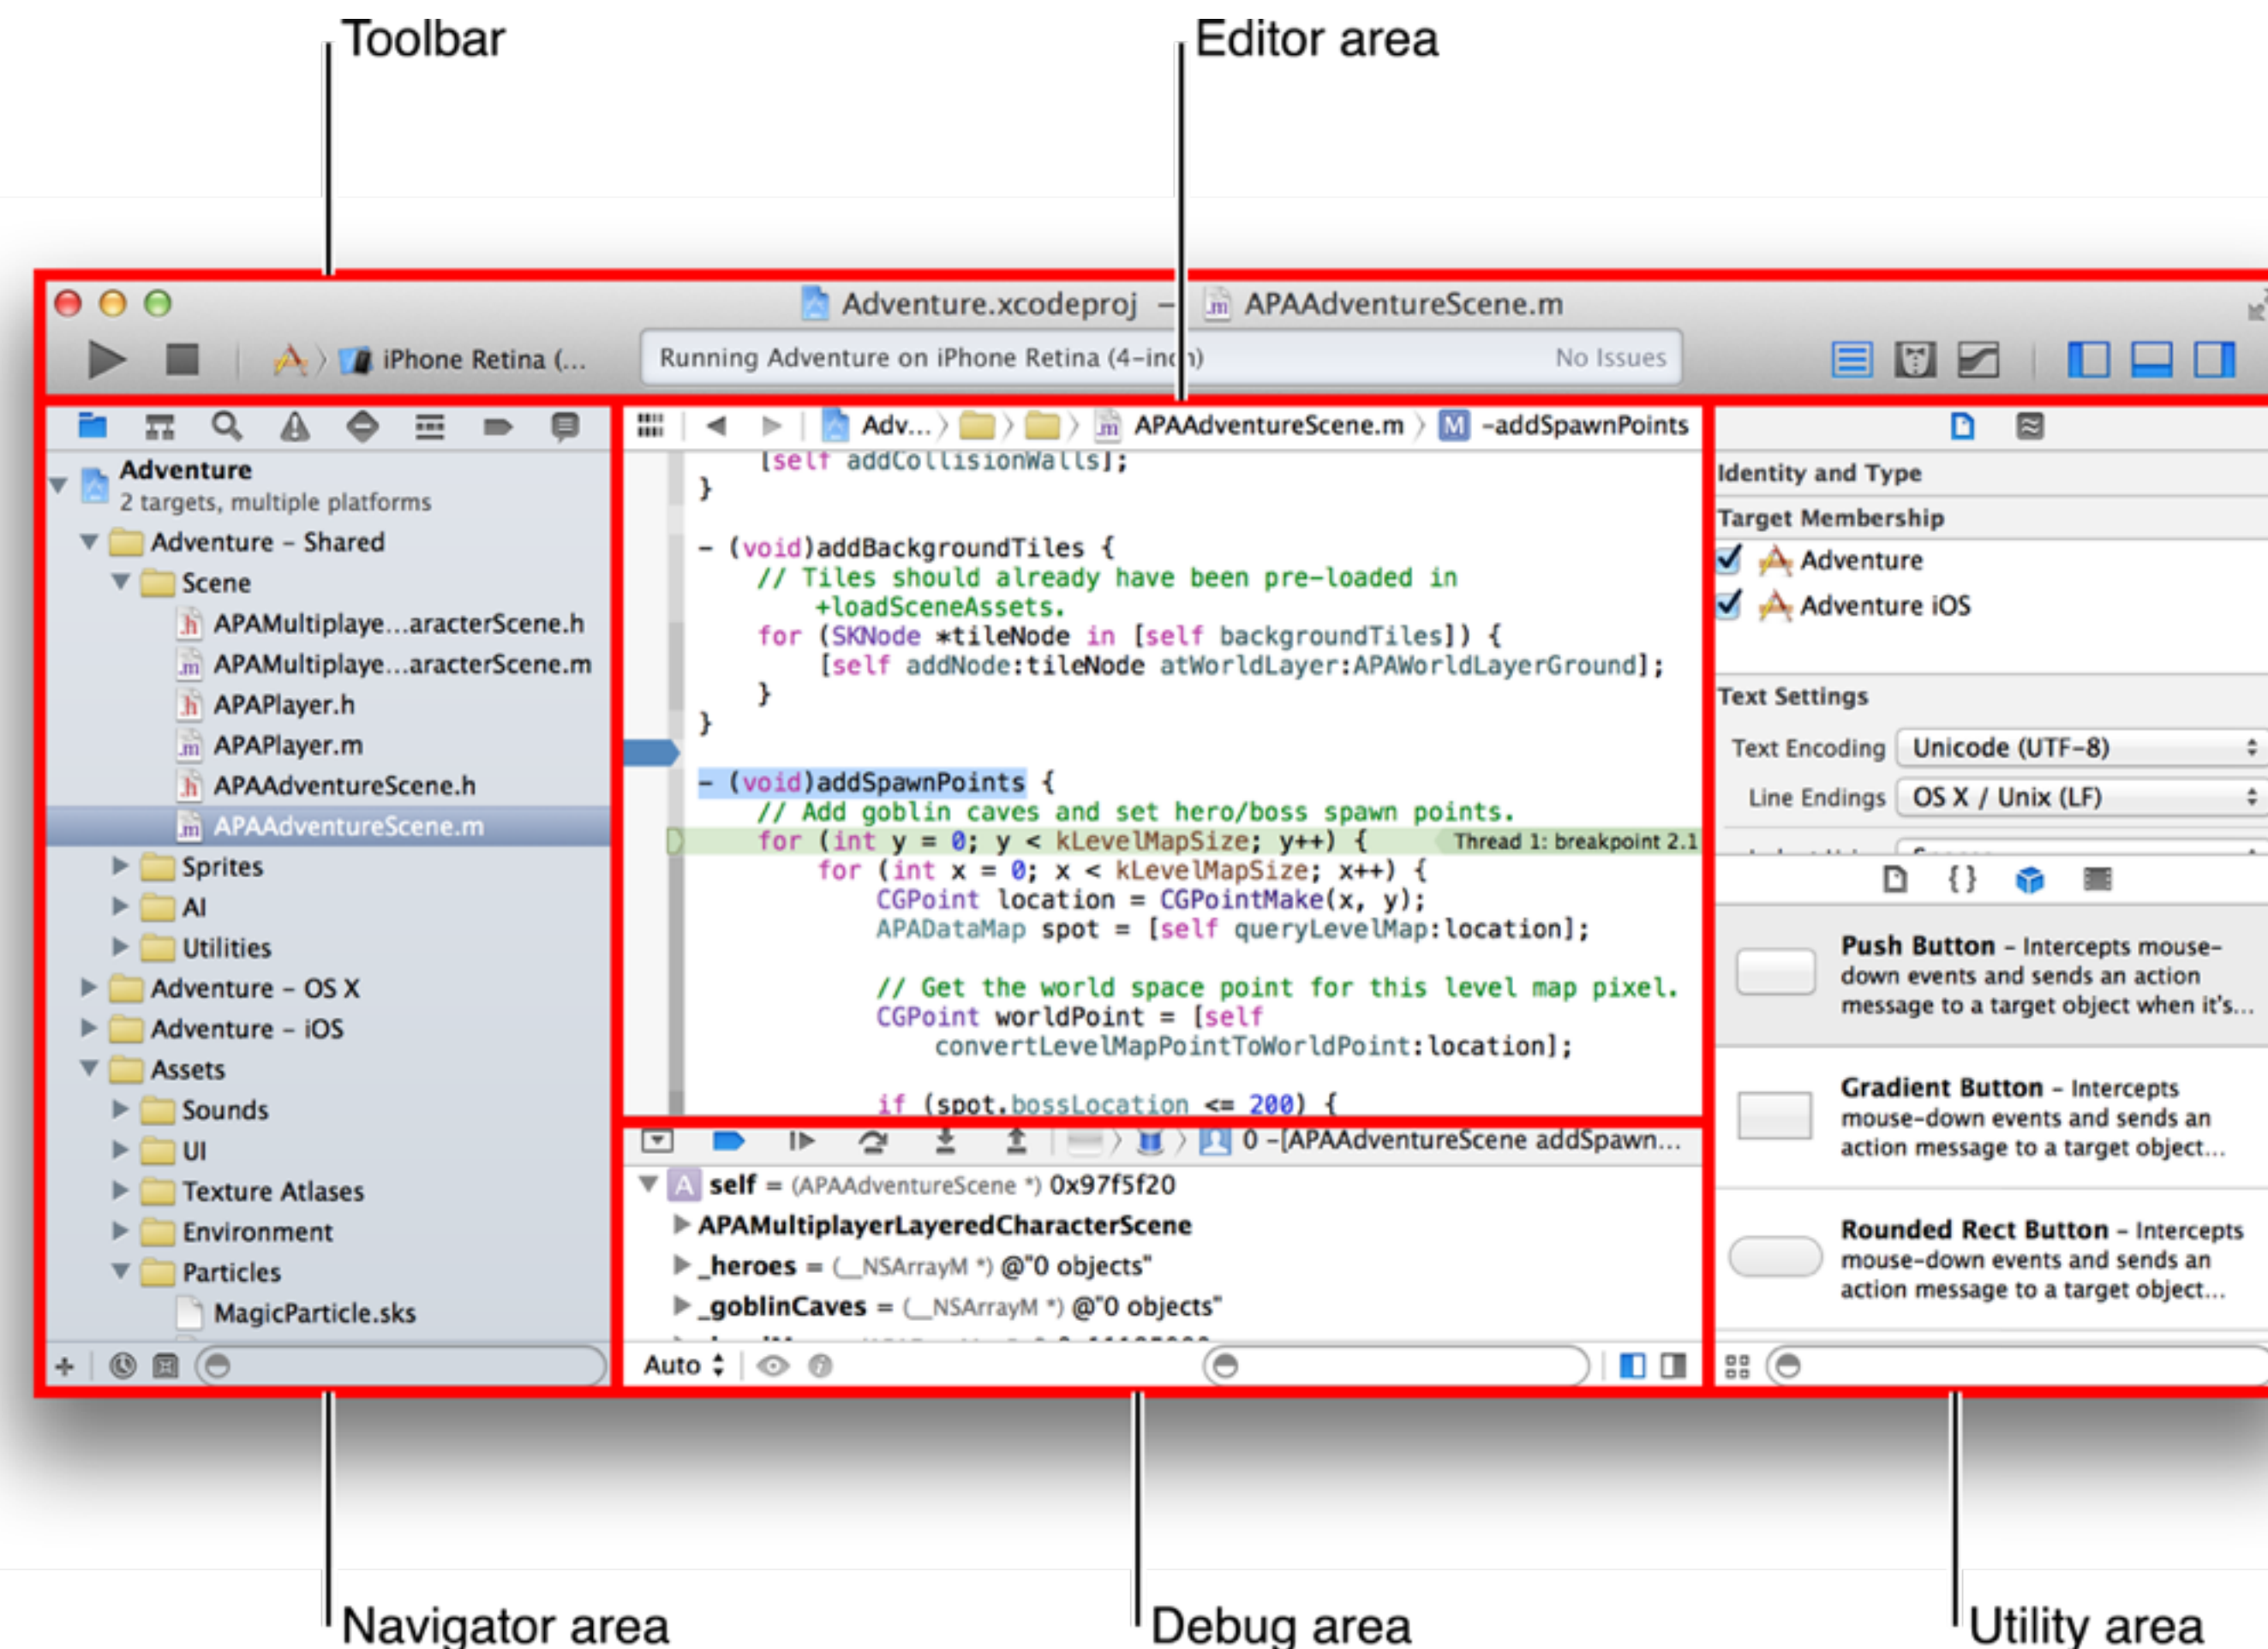 Toolbar
Editor area
Adventure.xcodeproj – APAAdventureScene.m
iPhone Retina (...
Running Adventure on iPhone Retina (4-inch)
No Issues
Adventure
2 targets, multiple platforms
Adventure – Shared
Scene
APAMultiplaye...aracterScene.h
APAMultiplaye...aracterScene.m
APAPlayer.h
APAPlayer.m
APAAdventureScene.h
APAAdventureScene.m
Sprites
AI
Utilities
Adventure – OS X
Adventure – iOS
Assets
Sounds
UI
Texture Atlases
Environment
Particles
MagicParticle.sks
Adv... APAAdventureScene.m M -addSpawnPoints
[self addCollisionWalls];
}
- (void)addBackgroundTiles {
// Tiles should already have been pre-loaded in
+loadSceneAssets.
for (SKNode *tileNode in [self backgroundTiles]) {
[self addNode:tileNode atWorldLayer:APAWorldLayerGround];
}
}
- (void)addSpawnPoints {
// Add goblin caves and set hero/boss spawn points.
for (int y = 0; y < kLevelMapSize; y++) { Thread 1: breakpoint 2.1
for (int x = 0; x < kLevelMapSize; x++) {
CGPoint location = CGPointMake(x, y);
APADataMap spot = [self queryLevelMap:location];
// Get the world space point for this level map pixel.
CGPoint worldPoint = [self
convertLevelMapPointToWorldPoint:location];
if (spot.bossLocation <= 200) {
0 -[APAAdventureScene addSpawn...
A self = (APAAdventureScene *) 0x97f5f20
APAMultiplayerLayeredCharacterScene
_heroes = (__NSArrayM *) @"0 objects"
_goblinCaves = (__NSArrayM *) @"0 objects"
Auto
Identity and Type
Target Membership
Adventure
Adventure iOS
Text Settings
Text Encoding Unicode (UTF-8)
Line Endings OS X / Unix (LF)
{}
Push Button – Intercepts mouse-
down events and sends an action
message to a target object when it's...
Gradient Button – Intercepts
mouse-down events and sends an
action message to a target object...
Rounded Rect Button – Intercepts
mouse-down events and sends an
action message to a target object...
Navigator area
Debug area
Utility area